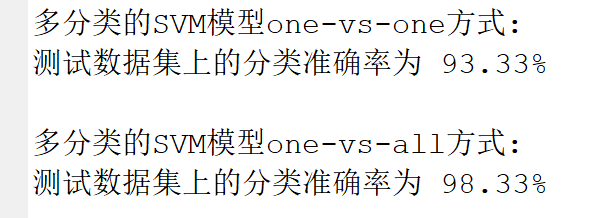 多分类的SVM模型one-vs-one方式:
测试数据集上的分类准确率为 93.33%
多分类的SVM模型one-vs-all方式:
测试数据集上的分类准确率为 98.33%